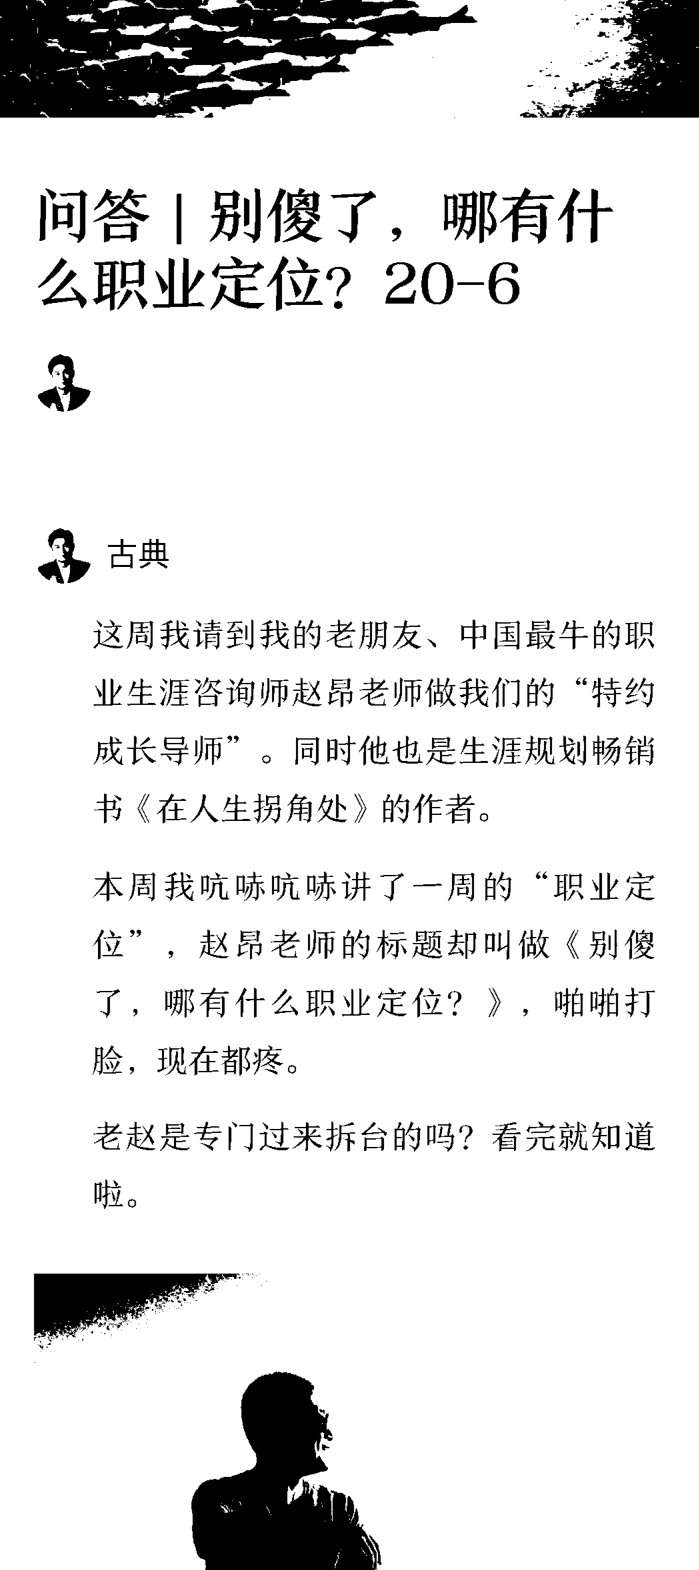 问答 | 别傻了，哪有什
么职业定位？20-6
古典
这周我请到我的老朋友、中国最牛的职
业生涯咨询师赵昂老师做我们的“特约
成长导师”。同时他也是生涯规划畅销
书《在人生拐角处》的作者。
本周我吭哧吭哧讲了一周的“职业定
位”，赵昂老师的标题却叫做《别傻
了，哪有什么职业定位？》，啪啪打
脸，现在都疼。
老赵是专门过来拆台的吗？看完就知道
啦。